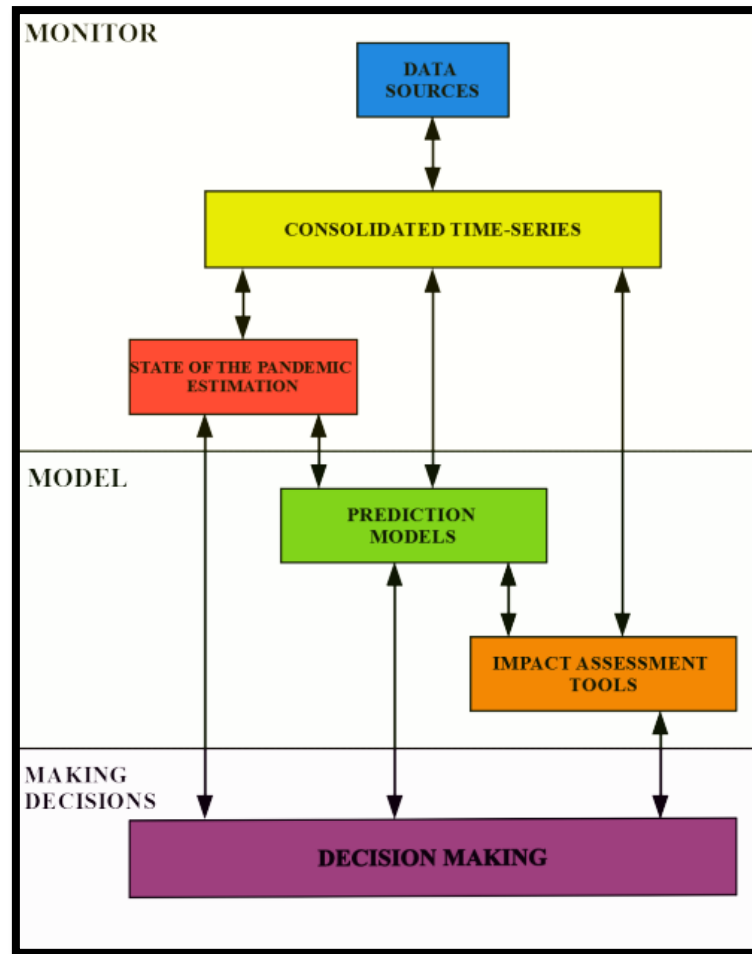 MONITOR
DATA
SOURCES
CONSOLIDATED TIME-SERIES
STATE OF THE PANDEMIC
ESTIMATION
MODEL
PREDICTION
MODELS
IMPACT ASSESSMENT
TOOLS
MAKING
DECISIONS
DECISION MAKING